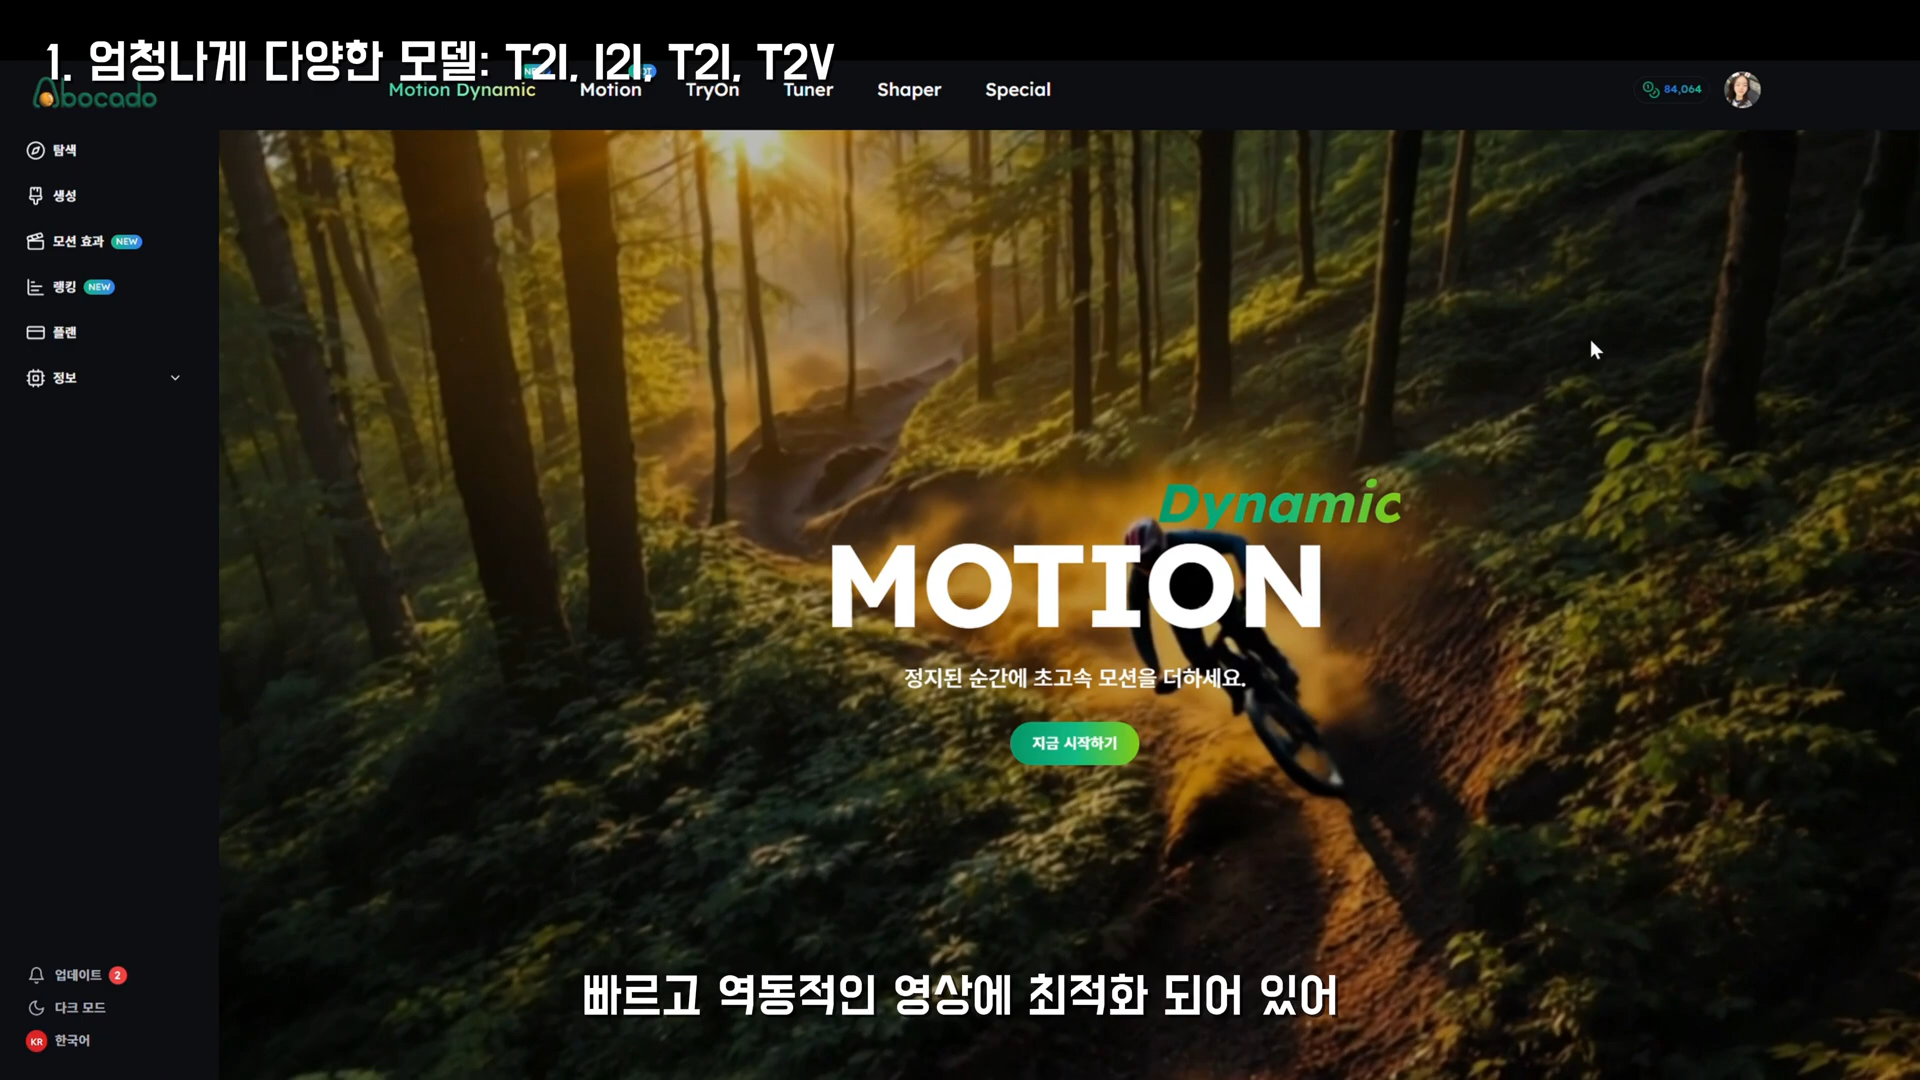 1. 엄청나게 다양한 모델: T2I, I2I, T2I, T2V
Abocado
Motion Dynamic
Motion
TryOn
Tuner
Shaper
Special
84,064
탐색
생성
모션 효과 NEW
랭킹 NEW
플랜
정보
Dynamic
MOTION
정지된 순간에 초고속 모션을 더하세요.
지금 시작하기
업데이트 2
다크 모드
KR 한국어
빠르고 역동적인 영상에 최적화 되어 있어